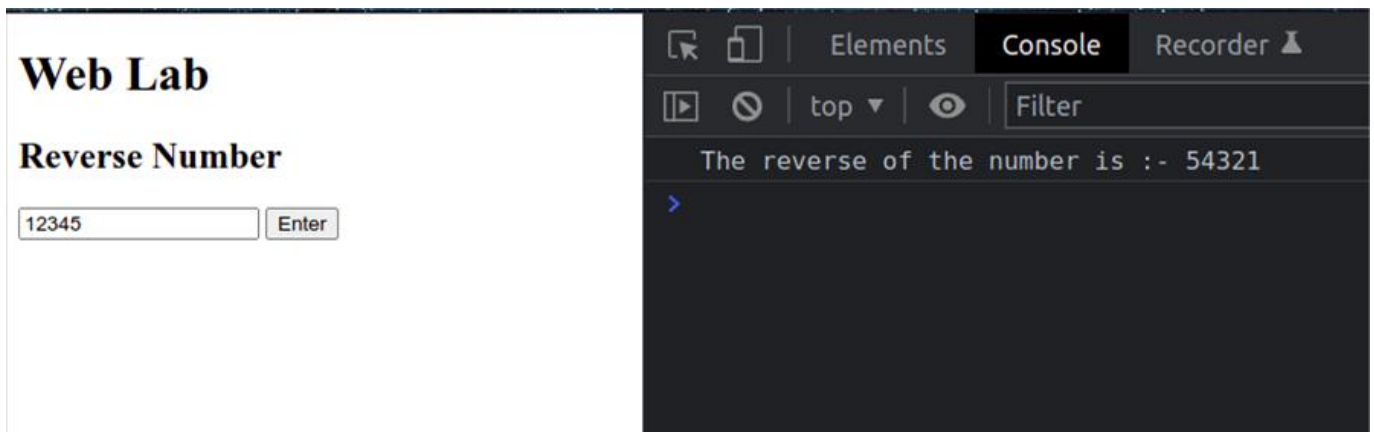 Web Lab
Reverse Number
12345 Enter
Elements Console Recorder
top Filter
The reverse of the number is :- 54321
>